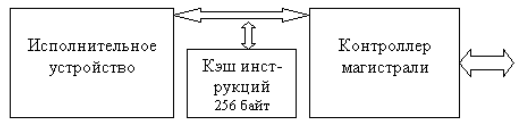 Исполнительное
устройство
Кэш инст-
рукций
256 байт
Контроллер
магистрали